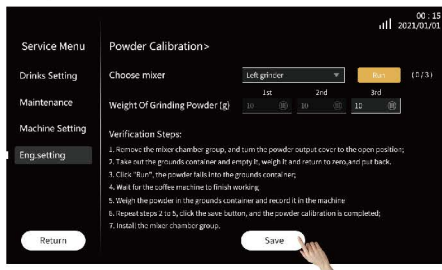 00 : 15
2021/01/01
Service Menu
Powder Calibration>
Drinks Setting
Choose mixer
Left grinder
Run
(0/3)
1st
2nd
3rd
Maintenance
Weight Of Grinding Powder (g)
10
10
10
Machine Setting
Verification Steps:
1. Remove the mixer chamber group, and turn the powder output cover to the open position;
Eng.setting
2. Take out the grounds container and empty it, weigh it and return to zero,and put back.
3. Click "Run", the powder falls into the grounds container;
4. Wait for the coffee machine to finish working
5. Weigh the powder in the grounds container and record it in the machine
6. Repeat steps 2 to 5, click the save button, and the powder calibration is completed;
7. Install the mixer chamber group.
Return
Save